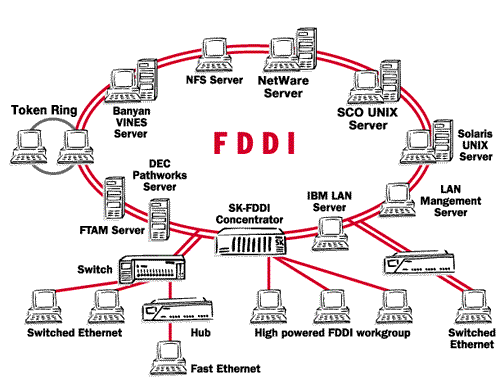 NFS Server
NetWare
Server
Banyan
VINES
Server
SCO UNIX
Server
Token Ring
FDDI
Solaris
UNIX
Server
DEC
Pathworks
Server
LAN
Mangement
Server
IBM LAN
Server
SK-FDDI
Concentrator
FTAM Server
Switch
Switched Ethernet
Hub
High powered FDDI workgroup
Switched
Ethernet
Fast Ethernet